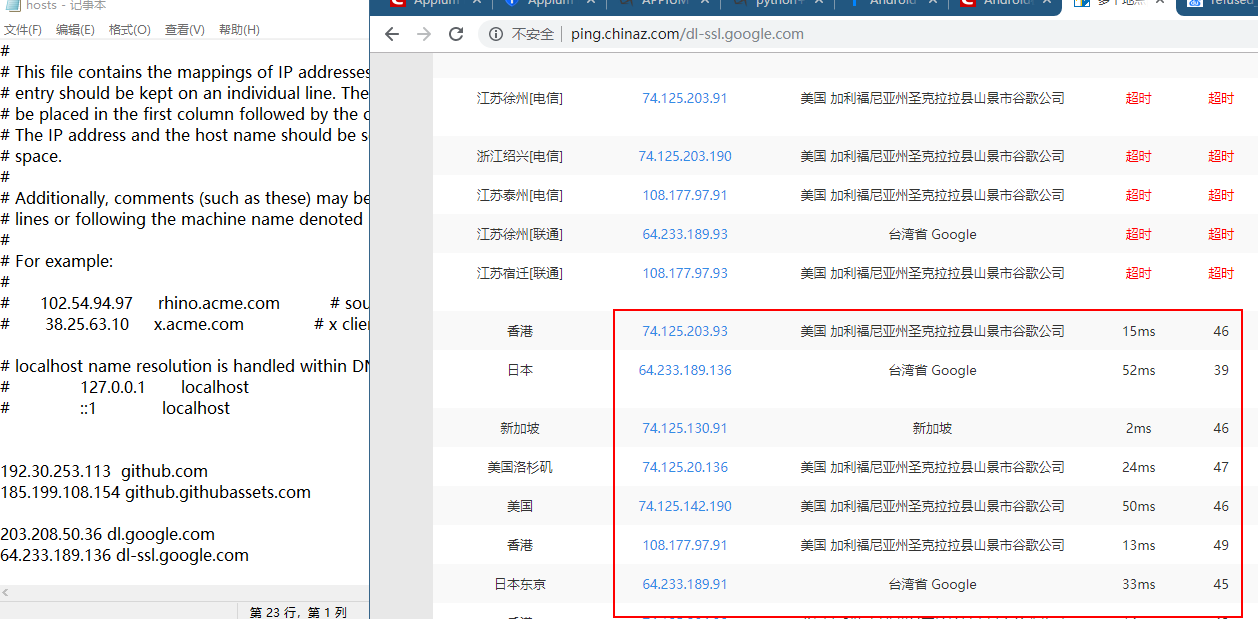 hosts - 记事本
文件(F) 编辑(E) 格式(O) 查看(V) 帮助(H)
#
# This file contains the mappings of IP addresses
# entry should be kept on an individual line. The
# be placed in the first column followed by the
# The IP address and the host name should be
# space.
#
# Additionally, comments (such as these) may be
# lines or following the machine name denoted
#
# For example:
#
# 102.54.94.97 rhino.acme.com # sou
# 38.25.63.10 x.acme.com # x clie
# localhost name resolution is handled within
# 127.0.0.1 localhost
# ::1 localhost
192.30.253.113 github.com
185.199.108.154 github.githubassets.com
203.208.50.36 dl.google.com
64.233.189.136 dl-ssl.google.com
第 23 行，第 1 列
Appium Appium python+ Android Android refused
不安全 ping.chinaz.com/dl-ssl.google.com
江苏徐州[电信] 74.125.203.91 美国 加利福尼亚州圣克拉拉县山景市谷歌公司 超时 超时
浙江绍兴[电信] 74.125.203.190 美国 加利福尼亚州圣克拉拉县山景市谷歌公司 超时 超时
江苏泰州[电信] 108.177.97.91 美国 加利福尼亚州圣克拉拉县山景市谷歌公司 超时 超时
江苏徐州[联通] 64.233.189.93 台湾省 Google 超时 超时
江苏宿迁[联通] 108.177.97.93 美国 加利福尼亚州圣克拉拉县山景市谷歌公司 超时 超时
香港 74.125.203.93 美国 加利福尼亚州圣克拉拉县山景市谷歌公司 15ms 46
日本 64.233.189.136 台湾省 Google 52ms 39
新加坡 74.125.130.91 新加坡 2ms 46
美国洛杉矶 74.125.20.136 美国 加利福尼亚州圣克拉拉县山景市谷歌公司 24ms 47
美国 74.125.142.190 美国 加利福尼亚州圣克拉拉县山景市谷歌公司 50ms 46
香港 108.177.97.91 美国 加利福尼亚州圣克拉拉县山景市谷歌公司 13ms 49
日本东京 64.233.189.91 台湾省 Google 33ms 45